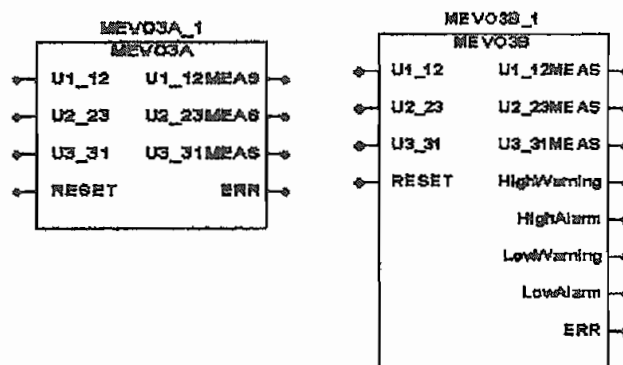 MEVO3A_1
MEVO3A
U1_12 U1_12MEAS
U2_23 U2_23MEAS
U3_31 U3_31MEAS
RESET ERR
MEVO3B_1
MEVO3B
U1_12 U1_12MEAS
U2_23 U2_23MEAS
U3_31 U3_31MEAS
RESET HighWarning
HighAlarm
LowWarning
LowAlarm
ERR